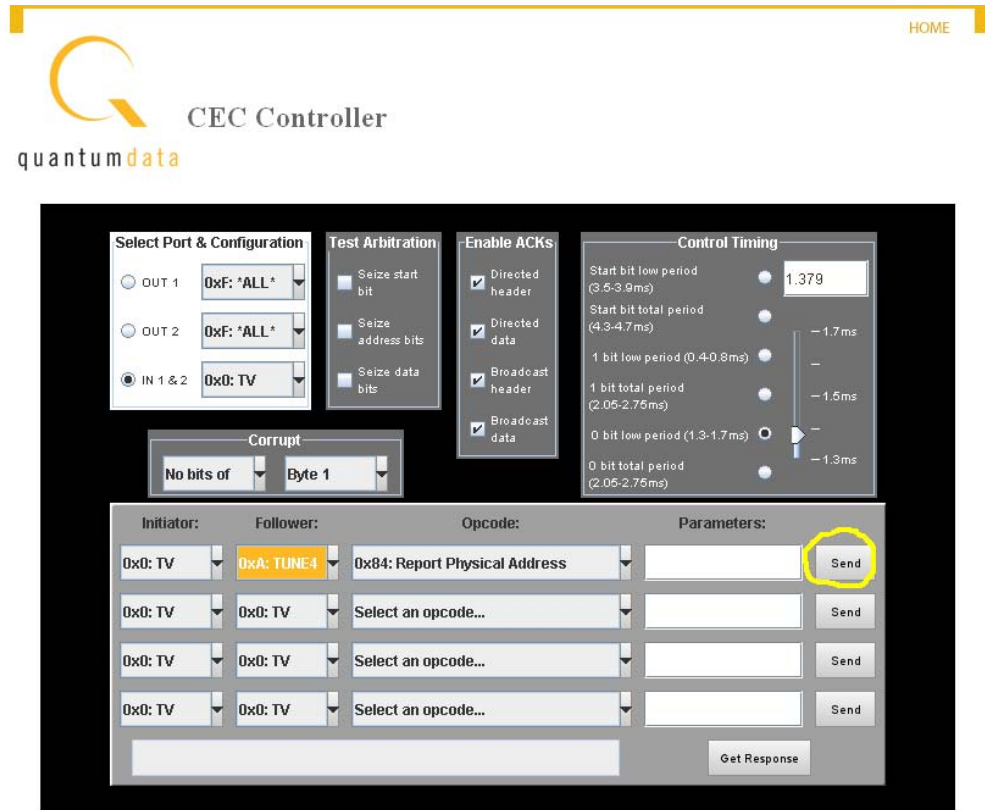 HOME
CEC Controller
quantumdata
Select Port & Configuration
OUT 1
0xF: *ALL*
OUT 2
0xF: *ALL*
IN 1 & 2
0x0: TV
Test Arbitration
Seize start
bit
Seize
address bits
Seize data
bits
Enable ACKs
Directed
header
Directed
data
Broadcast
header
Broadcast
data
Control Timing
Start bit low period
(3.5-3.9ms)
1.379
Start bit total period
(4.3-4.7ms)
1 bit low period (0.4-0.8ms)
1 bit total period
(2.05-2.75ms)
0 bit low period (1.3-1.7ms)
0 bit total period
(2.05-2.75ms)
1.7ms
1.5ms
1.3ms
Corrupt
No bits of
Byte 1
Initiator: Follower: Opcode: Parameters:
0x0: TV 0xA: TUNE4 0x84: Report Physical Address Send
0x0: TV 0x0: TV Select an opcode... Send
0x0: TV 0x0: TV Select an opcode... Send
0x0: TV 0x0: TV Select an opcode... Send
Get Response